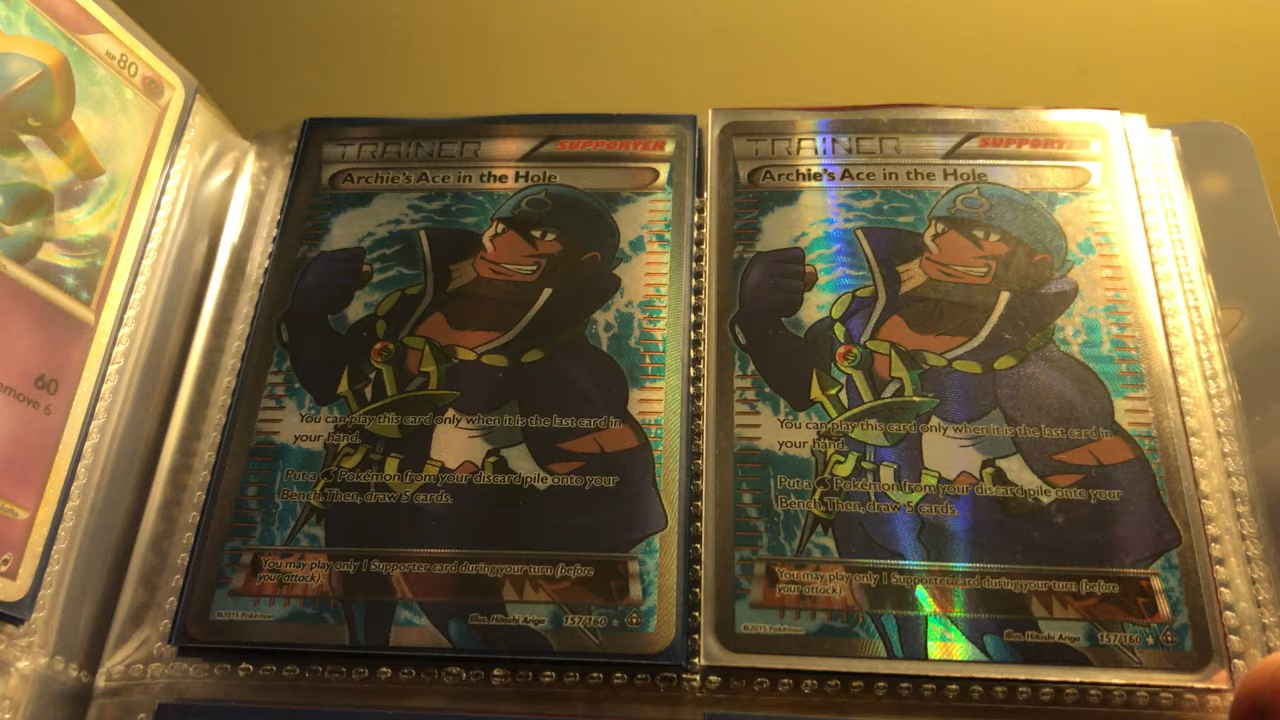 HP 80
60
emove 6
TRAINER
SUPPORTER
Archie's Ace in the Hole
You can play this card only when it is the last card in
your hand.
Put a Pokémon from your discard pile onto your
Bench. Then, draw 5 cards.
You may play only 1 Supporter card during your turn (before
your attack).
©2015 Pokémon
Illus. Hitoshi Ariga
157/160
TRAINER
SUPPORTER
Archie's Ace in the Hole
You can play this card only when it is the last card in
your hand.
Put a Pokémon from your discard pile onto your
Bench. Then, draw 5 cards.
You may play only 1 Supporter card during your turn (before
your attack).
©2015 Pokémon
Illus. Hitoshi Ariga
157/160